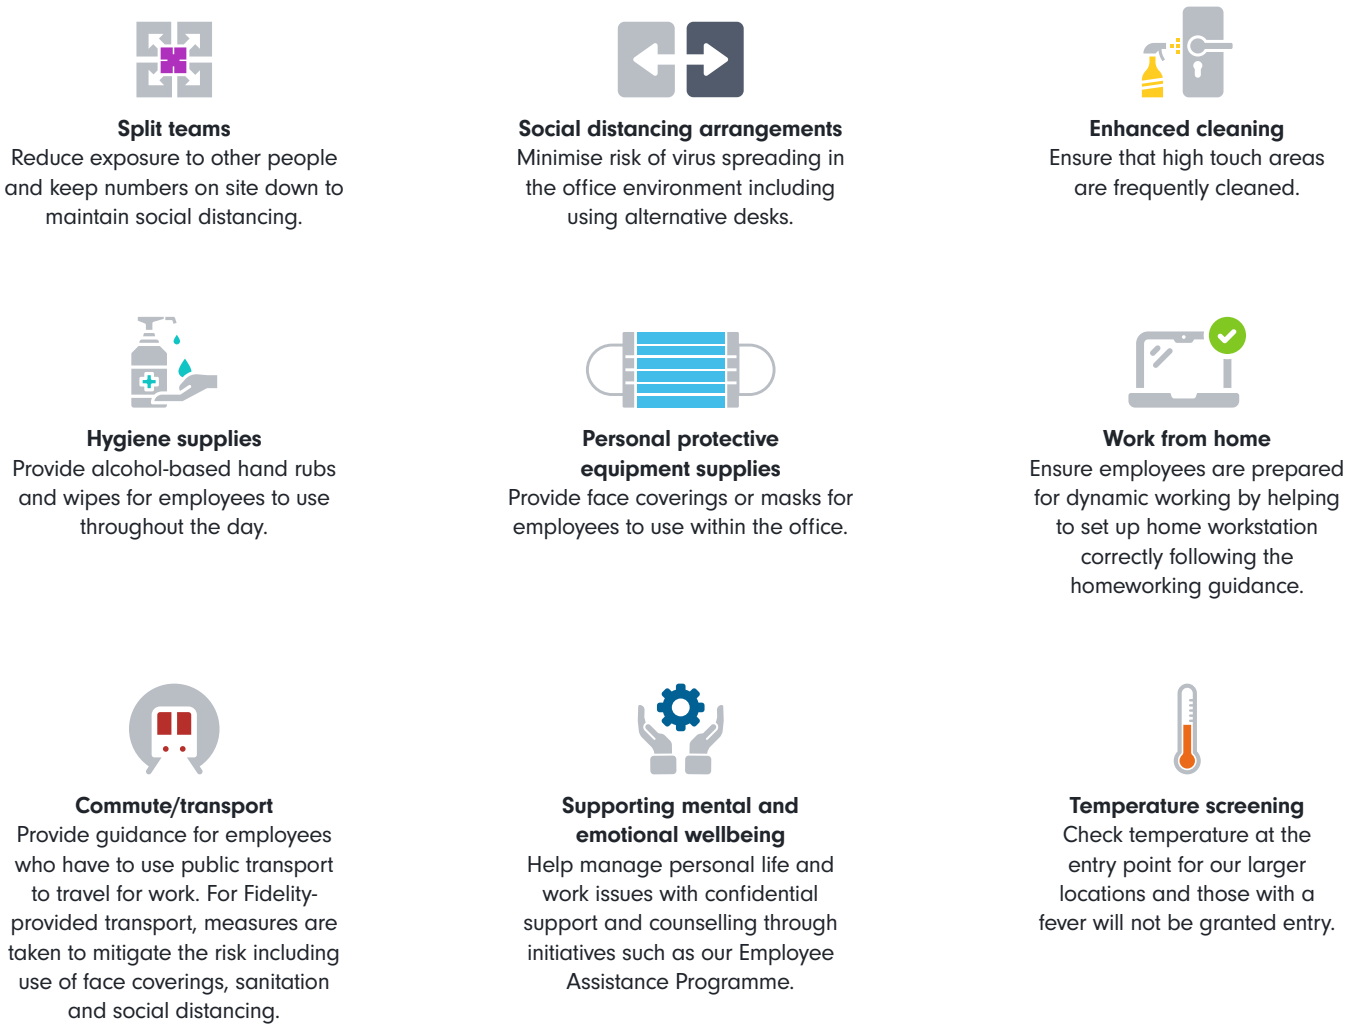 Split teams
Reduce exposure to other people
and keep numbers on site down to
maintain social distancing.
Social distancing arrangements
Minimise risk of virus spreading in
the office environment including
using alternative desks.
Enhanced cleaning
Ensure that high touch areas
are frequently cleaned.
Hygiene supplies
Provide alcohol-based hand rubs
and wipes for employees to use
throughout the day.
Personal protective
equipment supplies
Provide face coverings or masks for
employees to use within the office.
Work from home
Ensure employees are prepared
for dynamic working by helping
to set up home workstation
correctly following the
homeworking guidance.
Commute/transport
Provide guidance for employees
who have to use public transport
to travel for work. For Fidelity-
provided transport, measures are
taken to mitigate the risk including
use of face coverings, sanitation
and social distancing.
Supporting mental and
emotional wellbeing
Help manage personal life and
work issues with confidential
support and counselling through
initiatives such as our Employee
Assistance Programme.
Temperature screening
Check temperature at the
entry point for our larger
locations and those with a
fever will not be granted entry.